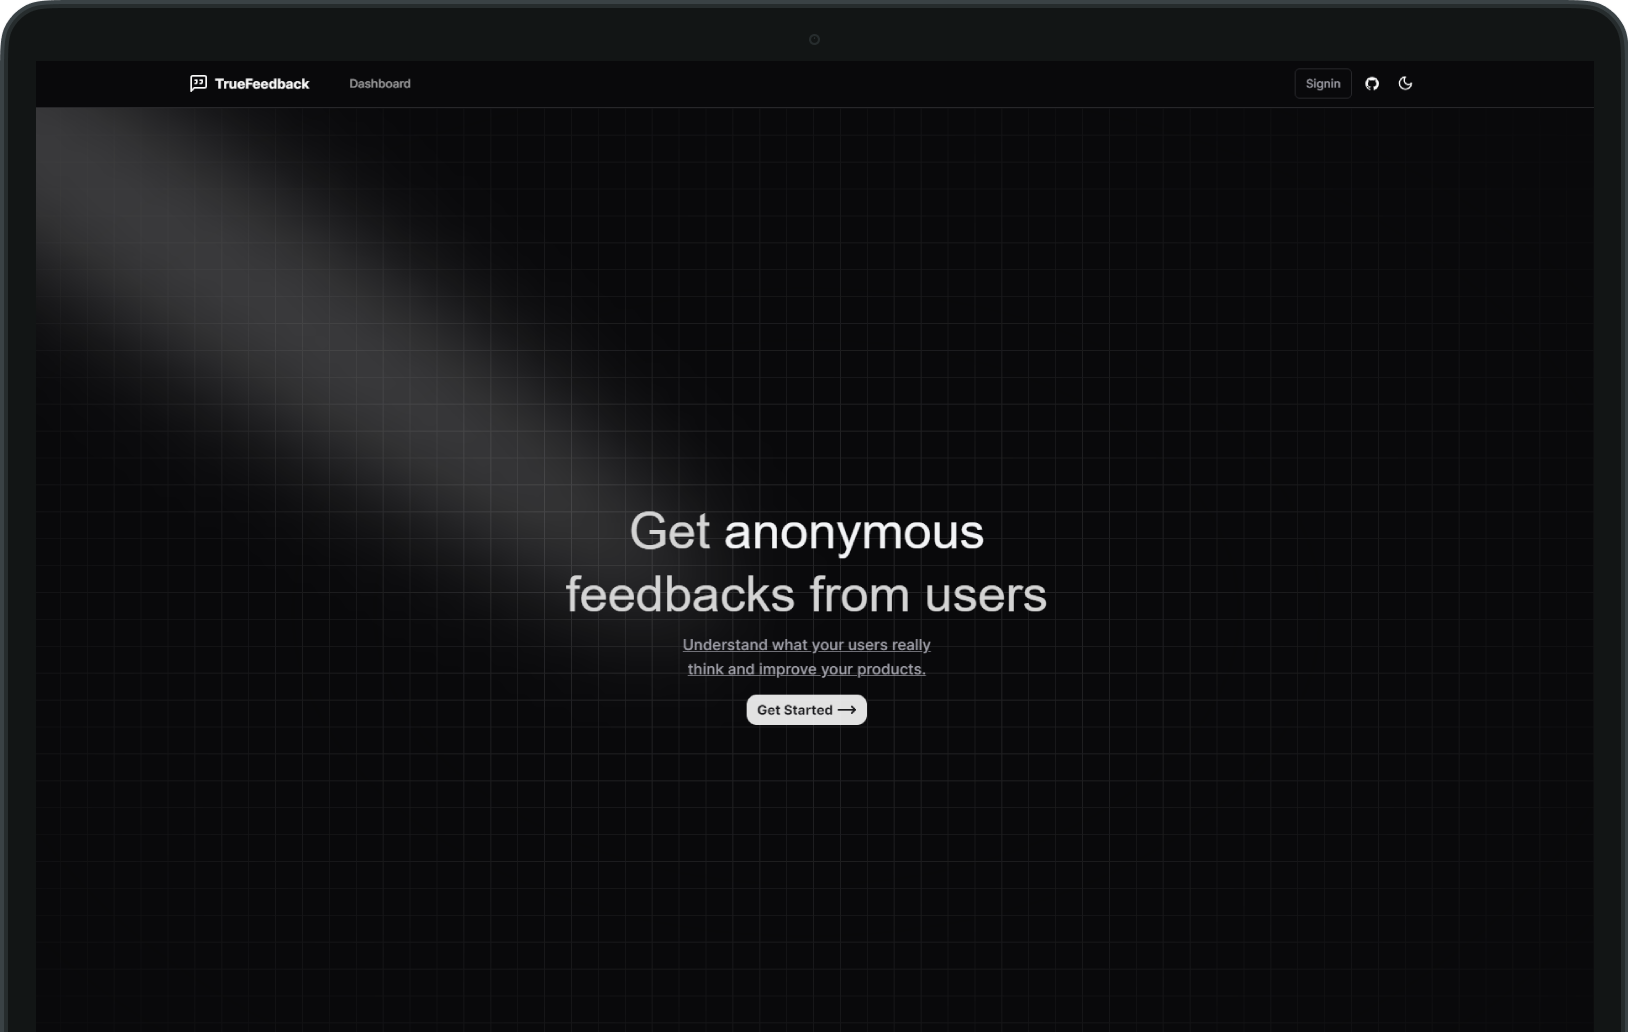 TrueFeedback
Dashboard
Signin
Get anonymous
feedbacks from users
Understand what your users really
think and improve your products.
Get Started